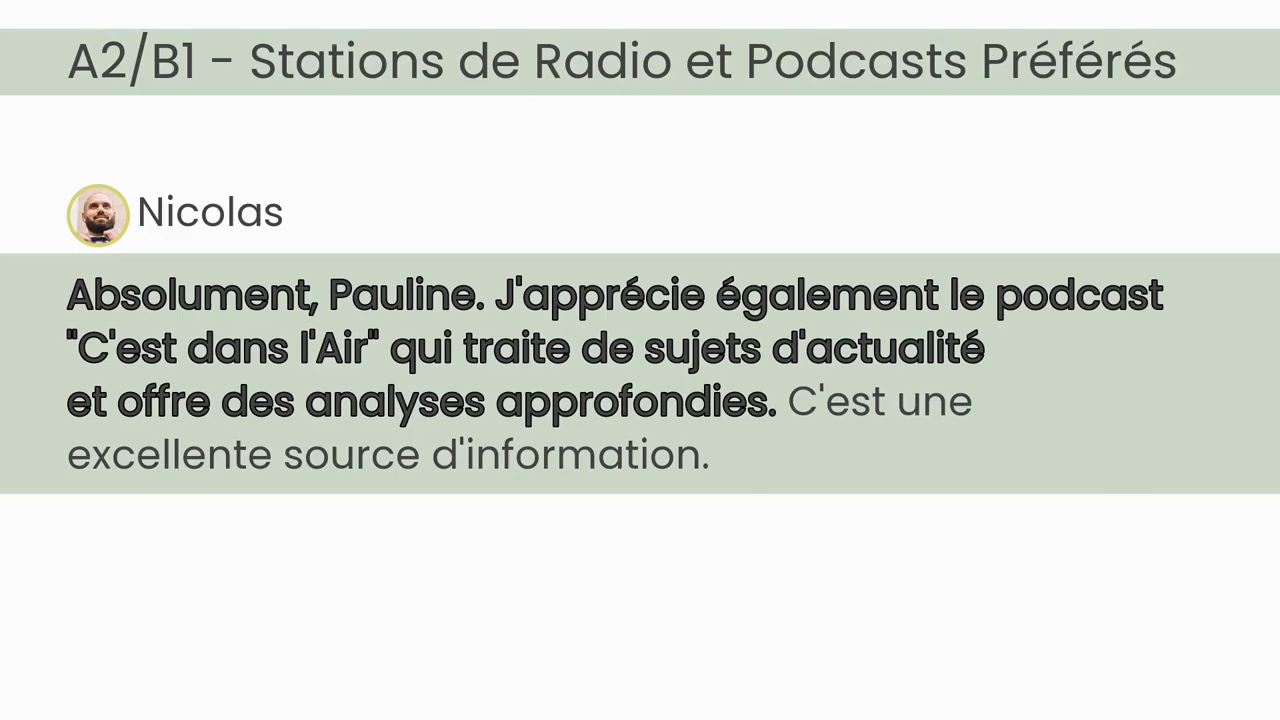 A2/B1 - Stations de Radio et Podcasts Préférés
Nicolas
Absolument, Pauline. J'apprécie également le podcast
"C'est dans l'Air" qui traite de sujets d'actualité
et offre des analyses approfondies. C'est une
excellente source d'information.